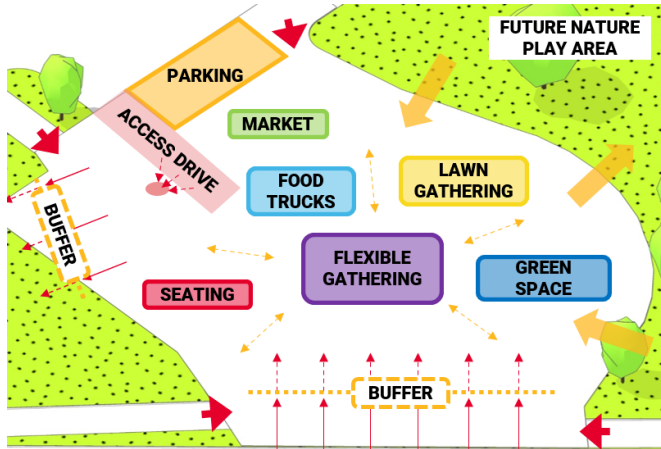 FUTURE NATURE
PLAY AREA
PARKING
ACCESS DRIVE
MARKET
FOOD
TRUCKS
LAWN
GATHERING
BUFFER
FLEXIBLE
GATHERING
SEATING
GREEN
SPACE
BUFFER